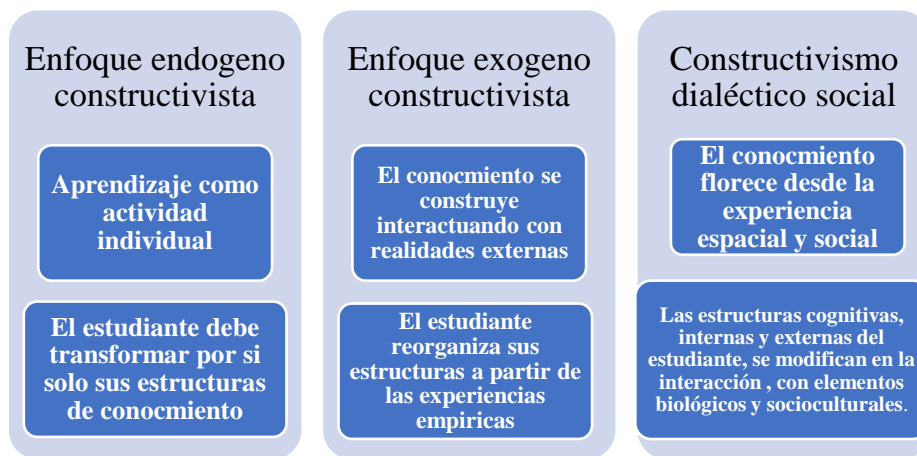 Enfoque endogeno
constructivista
Aprendizaje como
actividad
individual
El estudiante debe
transformar por si
solo sus estructuras
de conocmiento
Enfoque exogeno
constructivista
El conocmiento se
construye
interactuando con
realidades externas
El estudiante
reorganiza sus
estructuras a partir de
las experiencias
empiricas
Constructivismo
dialéctico social
El conocmiento
florece desde la
experiencia
espacial y social
Las estructuras cognitivas,
internas y externas del
estudiante, se modifican en la
interacción , con elementos
biológicos y socioculturales.